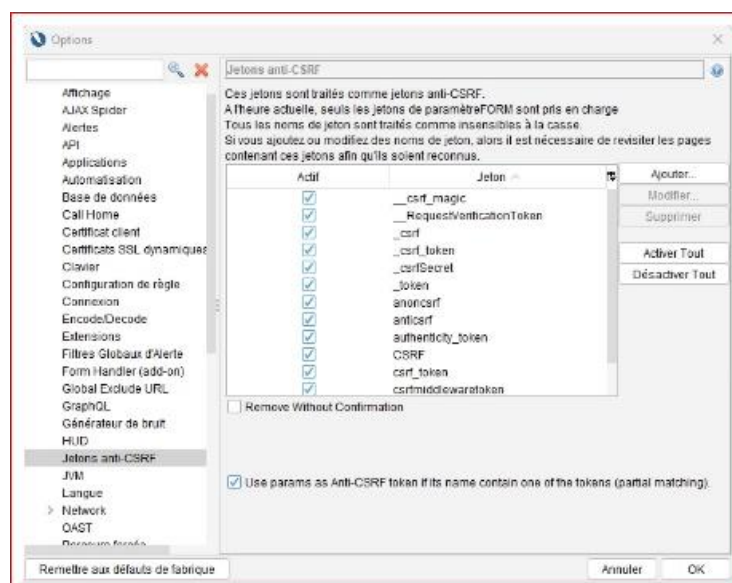 Options
Jetons anti-CSRF
Affichage
AJAX Spider
Alertes
API
Applications
Automatisation
Base de données
Call Home
Certificat client
Certificats SSL dynamiques
Clavier
Configuration de règle
Connexion
Encode/Decode
Extensions
Filtres Globaux d'Alerte
Form Handler (add-on)
Global Exclude URL
GraphQL
Générateur de bruit
HUD
Jetons anti-CSRF
JVM
Langue
Network
OAST
Ces jetons sont traités comme jetons anti-CSRF.
A l'heure actuelle, seuls les jetons de paramètreFORM sont pris en charge
Tous les noms de jeton sont traités comme insensibles à la casse.
Si vous ajoutez ou modifiez des noms de jeton, alors il est nécessaire de revisiter les pages
contenant ces jetons afin qu'ils soient reconnus.
Actif Jeton
__csrf_magic
__RequestVerificationToken
_csrf
_csrf_token
_csrfSecret
_token
anoncsrf
anticsrf
authenticity_token
CSRF
csrf_token
csrfmiddlewaretoken
Ajouter...
Modifier...
Supprimer
Activer Tout
Désactiver Tout
Remove Without Confirmation
Use params as Anti-CSRF token if its name contain one of the tokens (partial matching).
Remettre aux défauts de fabrique
Annuler
OK